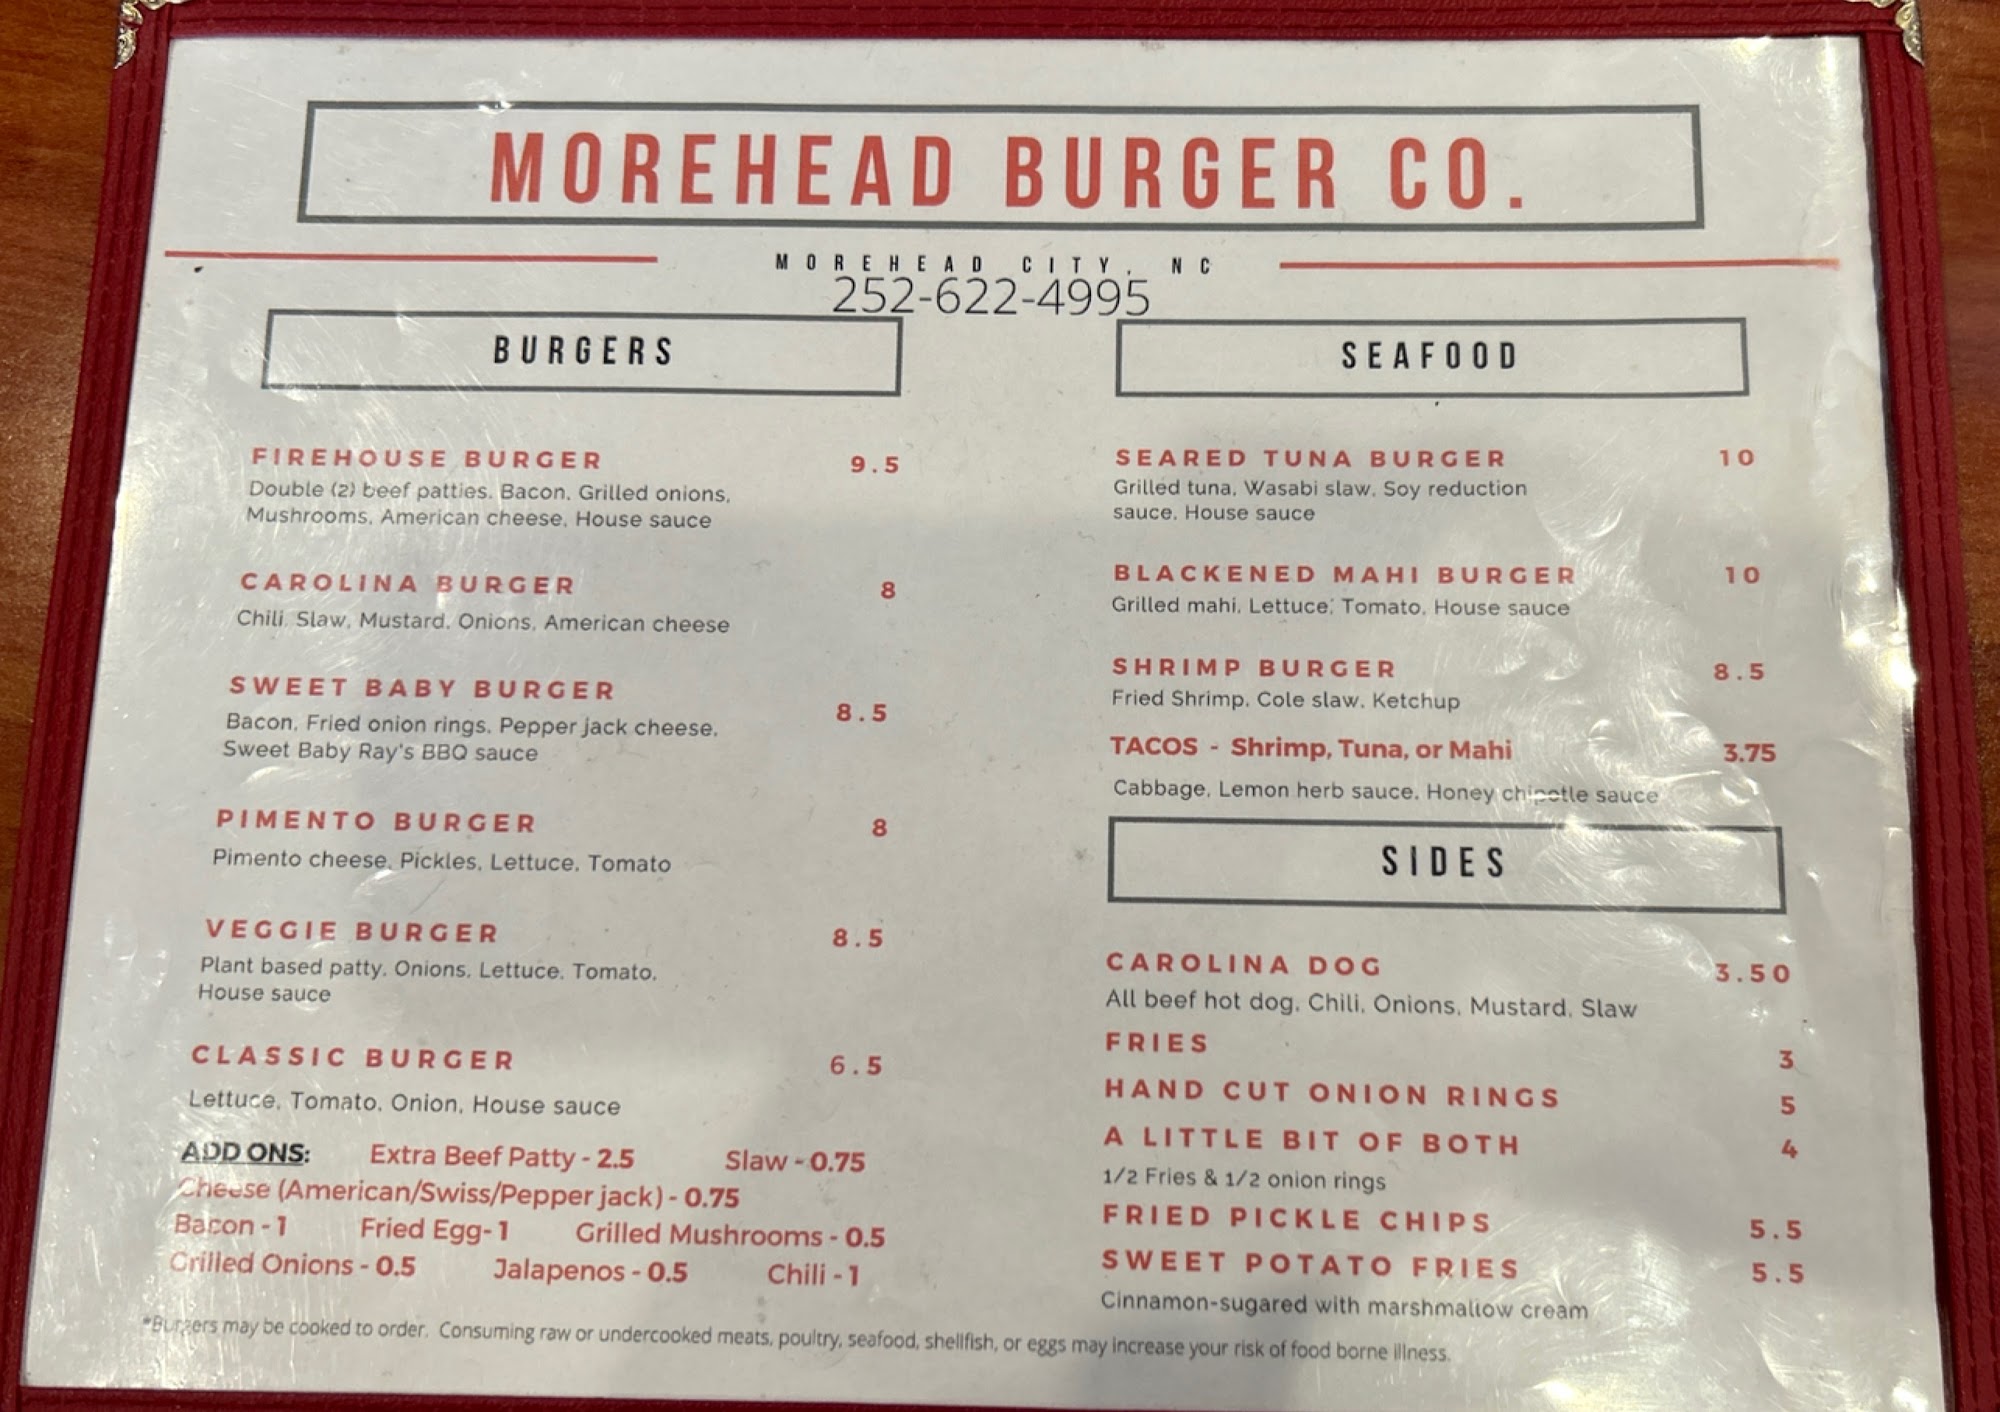 MOREHEAD BURGER CO.
MOREHEAD CITY, NC
252-622-4995
BURGERS
FIREHOUSE BURGER 9.5
Double (2) beef patties, Bacon, Grilled onions,
Mushrooms, American cheese, House sauce
CAROLINA BURGER 8
Chili, Slaw, Mustard, Onions, American cheese
SWEET BABY BURGER 8.5
Bacon, Fried onion rings, Pepper jack cheese,
Sweet Baby Ray's BBQ sauce
PIMENTO BURGER 8
Pimento cheese, Pickles, Lettuce, Tomato
VEGGIE BURGER 8.5
Plant based patty, Onions, Lettuce, Tomato,
House sauce
CLASSIC BURGER 6.5
Lettuce, Tomato, Onion, House sauce
ADD ONS: Extra Beef Patty - 2.5 Slaw - 0.75
Cheese (American/Swiss/Pepper jack) - 0.75
Bacon - 1 Fried Egg- 1 Grilled Mushrooms - 0.5
Grilled Onions - 0.5 Jalapenos - 0.5 Chili - 1
SEAFOOD
SEARED TUNA BURGER 10
Grilled tuna, Wasabi slaw, Soy reduction
sauce, House sauce
BLACKENED MAHI BURGER 10
Grilled mahi, Lettuce, Tomato, House sauce
SHRIMP BURGER 8.5
Fried Shrimp, Cole slaw, Ketchup
TACOS - Shrimp, Tuna, or Mahi 3.75
Cabbage, Lemon herb sauce, Honey chipotle sauce
SIDES
CAROLINA DOG 3.50
All beef hot dog, Chili, Onions, Mustard, Slaw
FRIES 3
HAND CUT ONION RINGS 5
A LITTLE BIT OF BOTH 4
1/2 Fries & 1/2 onion rings
FRIED PICKLE CHIPS 5.5
SWEET POTATO FRIES 5.5
Cinnamon-sugared with marshmallow cream
*Burgers may be cooked to order. Consuming raw or undercooked meats, poultry, seafood, shellfish, or eggs may increase your risk of food borne illness.